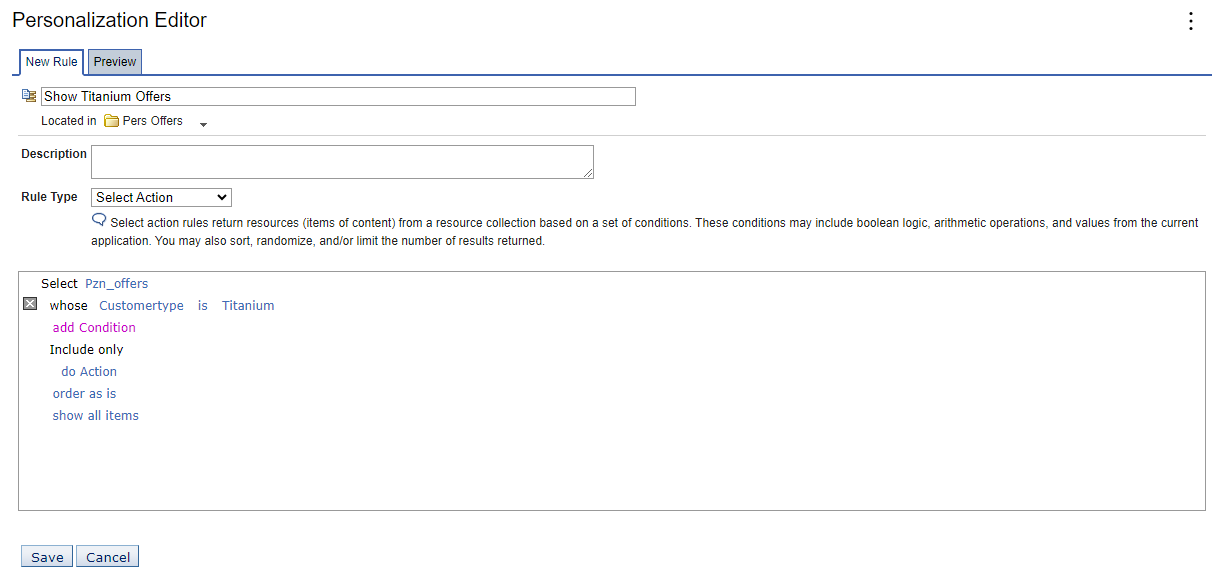 Personalization Editor
New Rule Preview
Show Titanium Offers
Located in Pers Offers
Description
Rule Type Select Action
Select action rules return resources (items of content) from a resource collection based on a set of conditions. These conditions may include boolean logic, arithmetic operations, and values from the current
application. You may also sort, randomize, and/or limit the number of results returned.
Select Pzn_offers
whose Customertype is Titanium
add Condition
Include only
do Action
order as is
show all items
Save Cancel